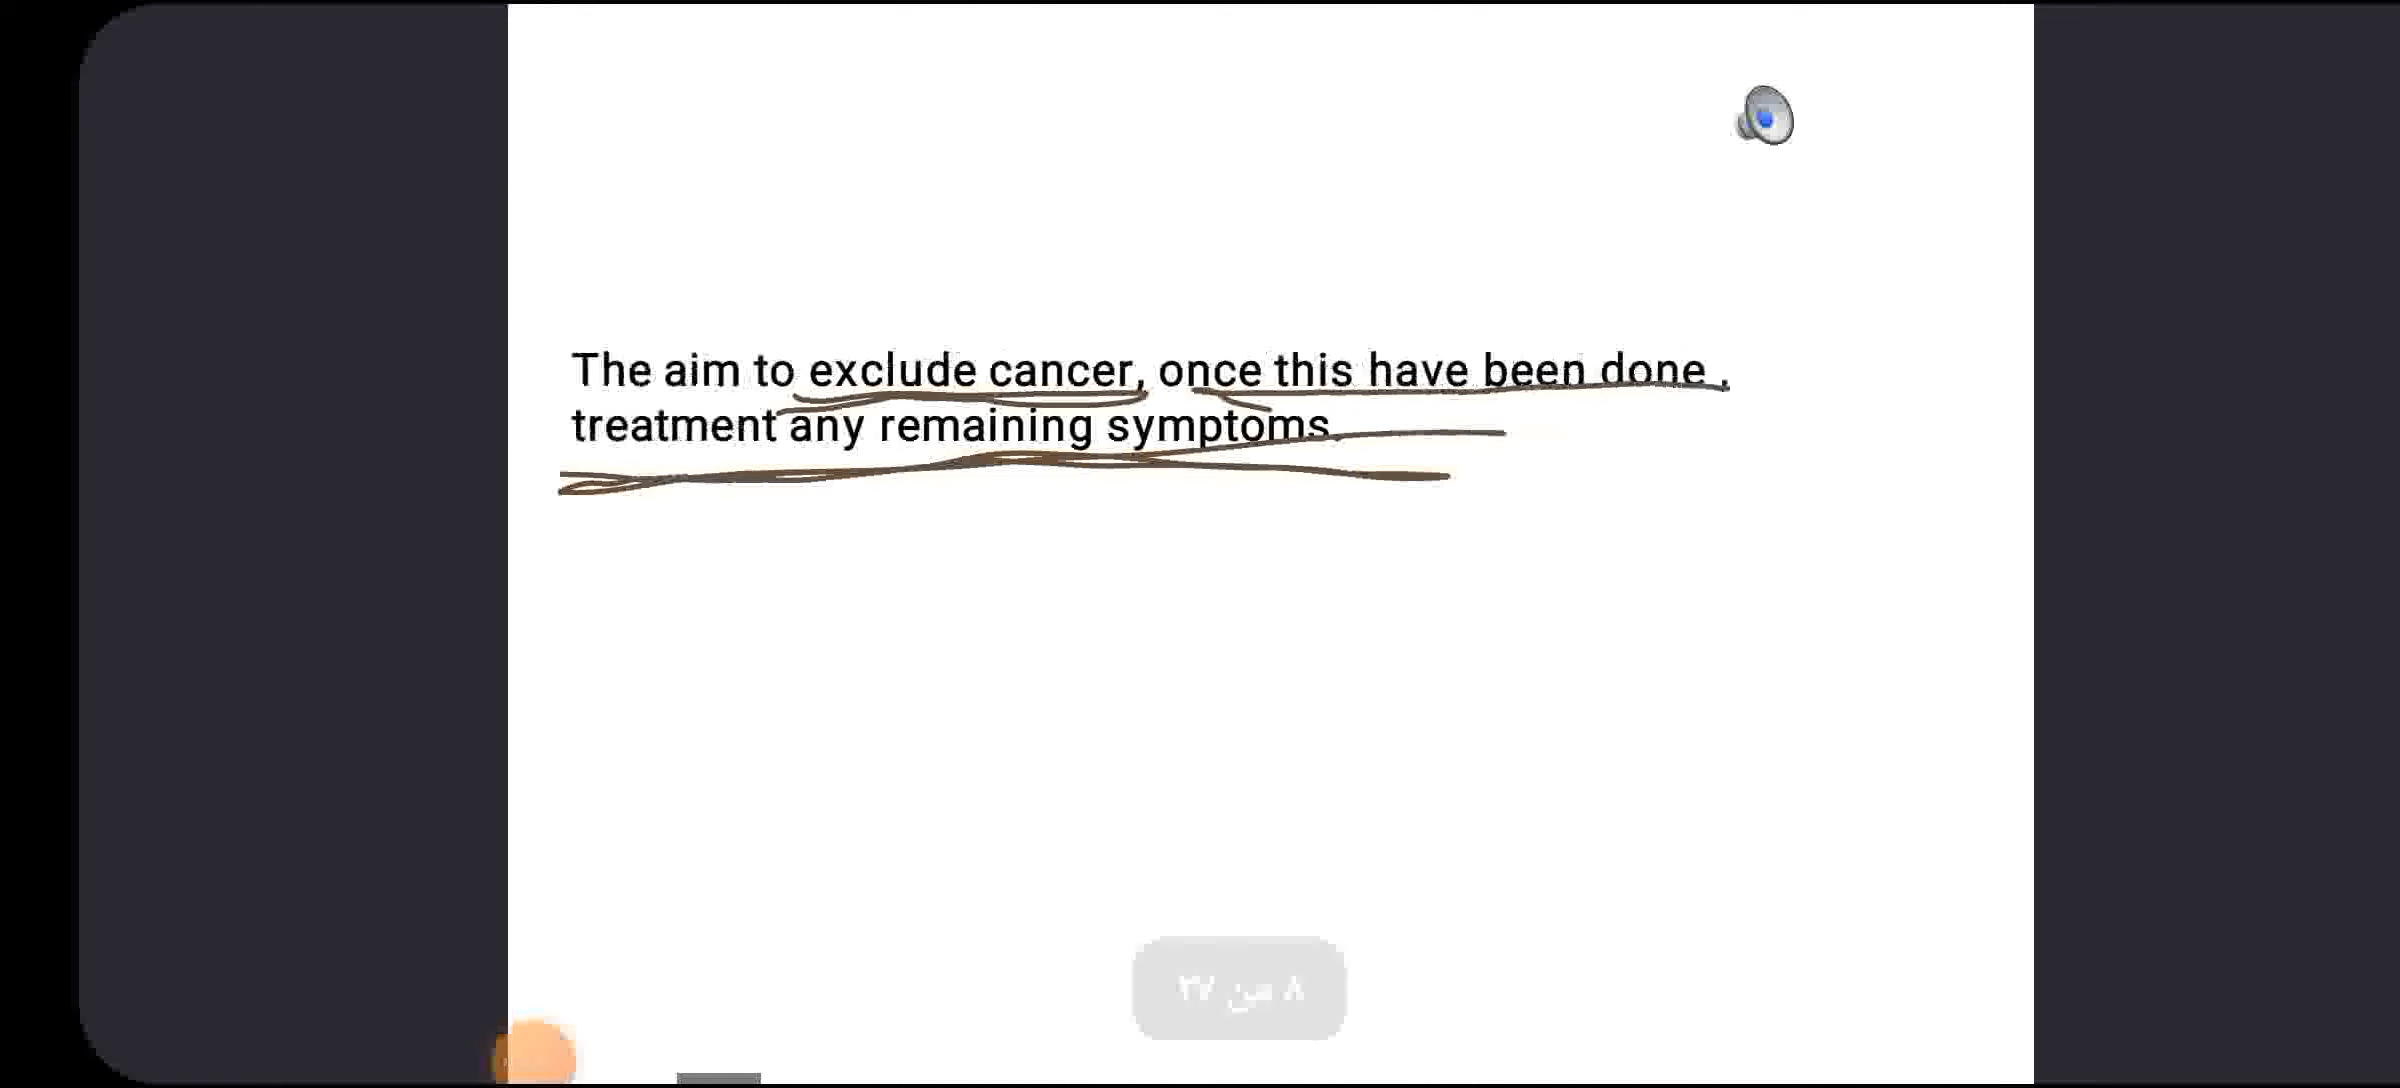 The aim to exclude cancer, once this have been done ,
treatment any remaining symptoms.
٨ من ٢٧